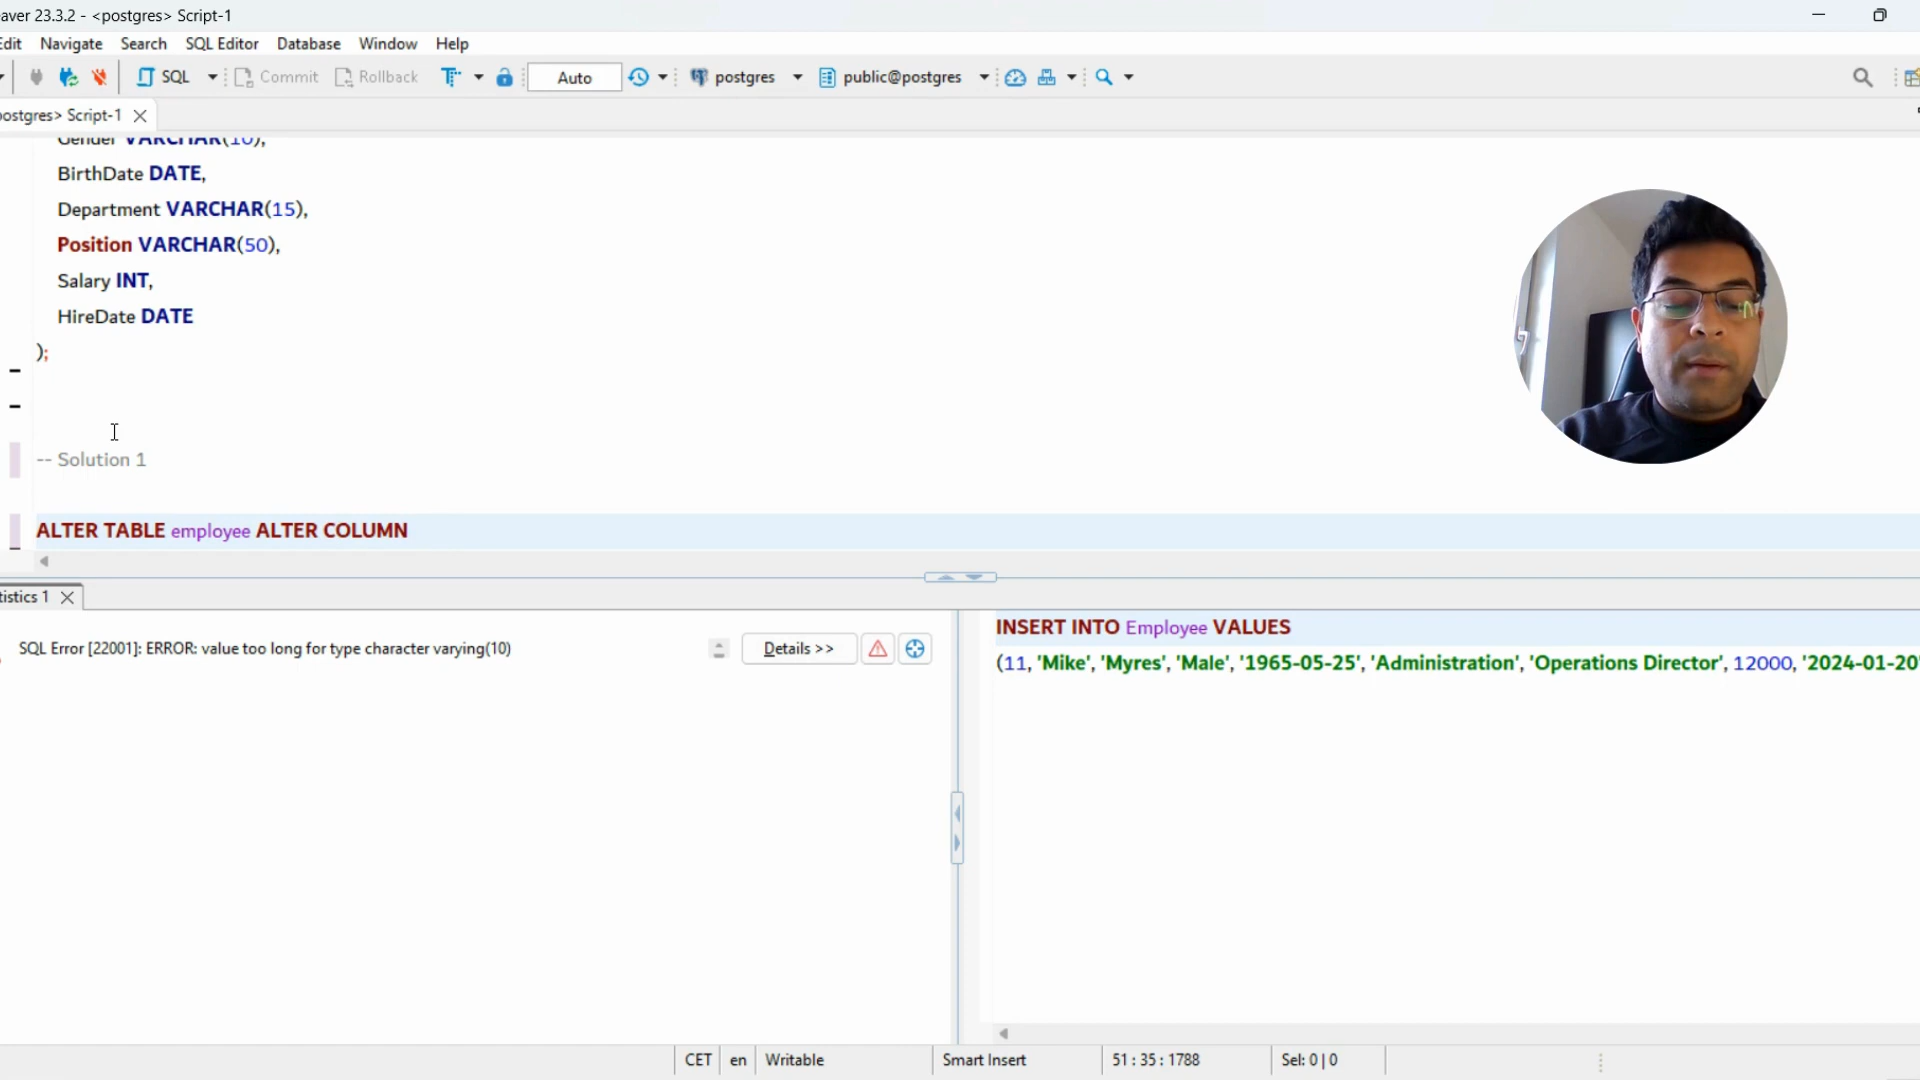 aver 23.3.2 - <postgres> Script-1
Edit Navigate Search SQL Editor Database Window Help
SQL Commit Rollback Auto postgres public@postgres
postgres> Script-1
Gender VARCHAR(10),
BirthDate DATE,
Department VARCHAR(15),
Position VARCHAR(50),
Salary INT,
HireDate DATE
);
-- Solution 1
ALTER TABLE employee ALTER COLUMN
tistics 1
SQL Error [22001]: ERROR: value too long for type character varying(10)
Details >>
INSERT INTO Employee VALUES
(11, 'Mike', 'Myres', 'Male', '1965-05-25', 'Administration', 'Operations Director', 12000, '2024-01-20'
CET en Writable Smart Insert 51 : 35 : 1788 Sel: 0 | 0